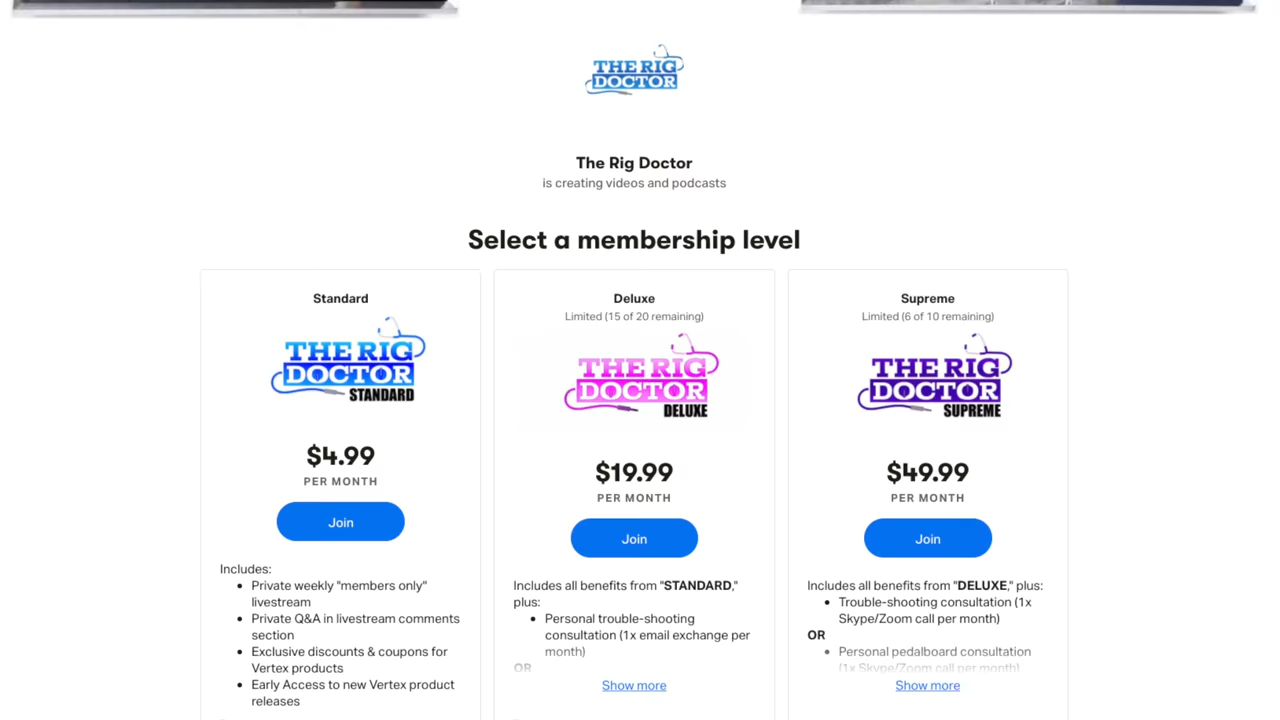 THE RIG
DOCTOR
The Rig Doctor
is creating videos and podcasts
Select a membership level
Standard
THE RIG
DOCTOR
STANDARD
$4.99
PER MONTH
Join
Includes:
• Private weekly "members only"
livestream
• Private Q&A in livestream comments
section
• Exclusive discounts & coupons for
Vertex products
• Early Access to new Vertex product
releases
Deluxe
Limited (15 of 20 remaining)
THE RIG
DOCTOR
DELUXE
$19.99
PER MONTH
Join
Includes all benefits from "STANDARD,"
plus:
• Personal trouble-shooting
consultation (1x email exchange per
month)
OR
Show more
Supreme
Limited (6 of 10 remaining)
THE RIG
DOCTOR
SUPREME
$49.99
PER MONTH
Join
Includes all benefits from "DELUXE," plus:
• Trouble-shooting consultation (1x
Skype/Zoom call per month)
OR
• Personal pedalboard consultation
(1x Skype/Zoom call per month)
Show more